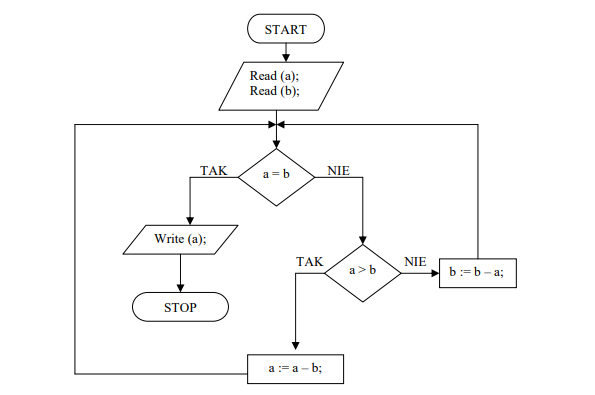 START
Read (a);
Read (b);
TAK
a = b
NIE
Write (a);
TAK
a > b
NIE
b := b – a;
STOP
a := a – b;